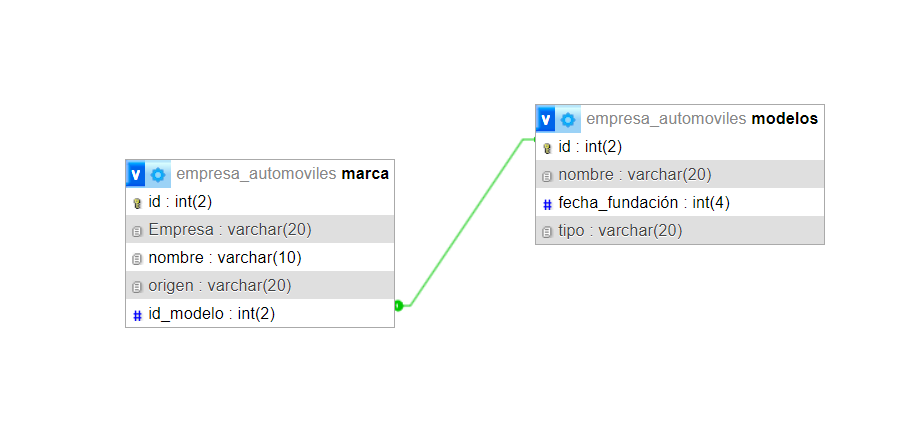 v empresa_automoviles marca
id : int(2)
Empresa : varchar(20)
nombre : varchar(10)
origen : varchar(20)
# id_modelo : int(2)
v empresa_automoviles modelos
id : int(2)
nombre : varchar(20)
# fecha_fundación : int(4)
tipo : varchar(20)